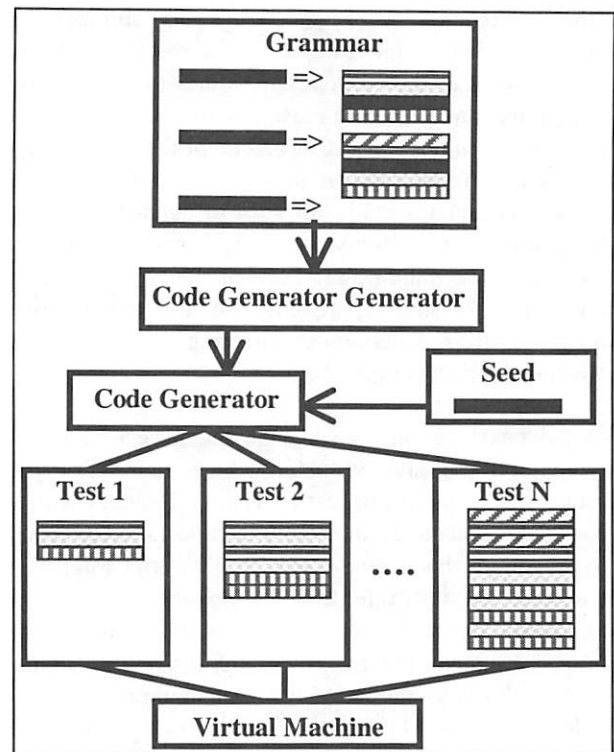 Grammar
=>
=>
=>
Code Generator Generator
Seed
Code Generator
Test 1
Test 2
Test N
....
Virtual Machine